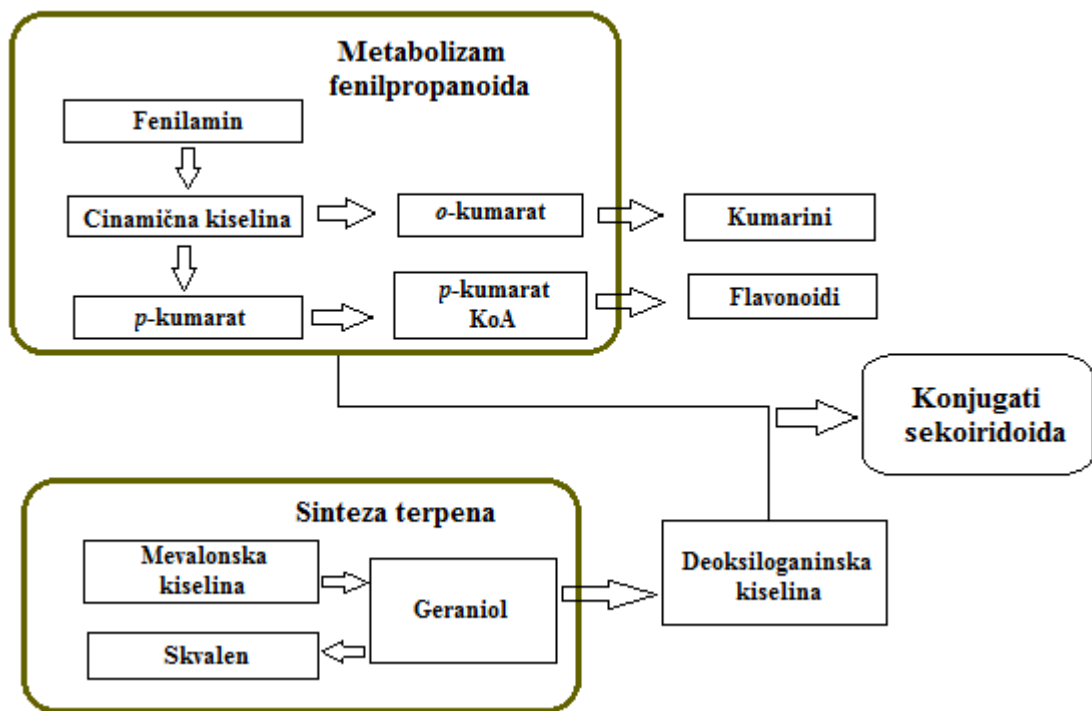 Metabolizam
fenilpropanoida
Fenilamin
Cinamična kiselina
o-kumarat
Kumarini
p-kumarat
p-kumarat
KoA
Flavonoidi
Konjugati
sekoiridoida
Sinteza terpena
Mevalonska
kiselina
Geraniol
Skvalen
Deoksiloganinska
kiselina